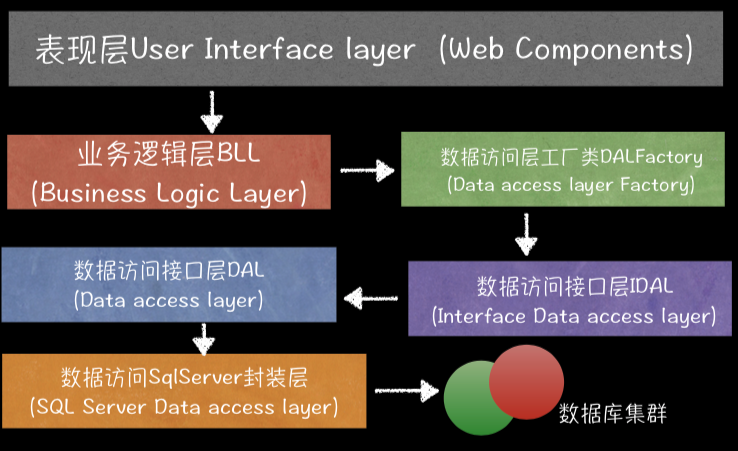 表现层User Interface layer (Web Components)
业务逻辑层BLL
(Business Logic Layer)
数据访问层工厂类DALFactory
(Data access layer Factory)
数据访问接口层DAL
(Data access layer)
数据访问接口层IDAL
(Interface Data access layer)
数据访问SqlServer封装层
(SQL Server Data access layer)
数据库集群